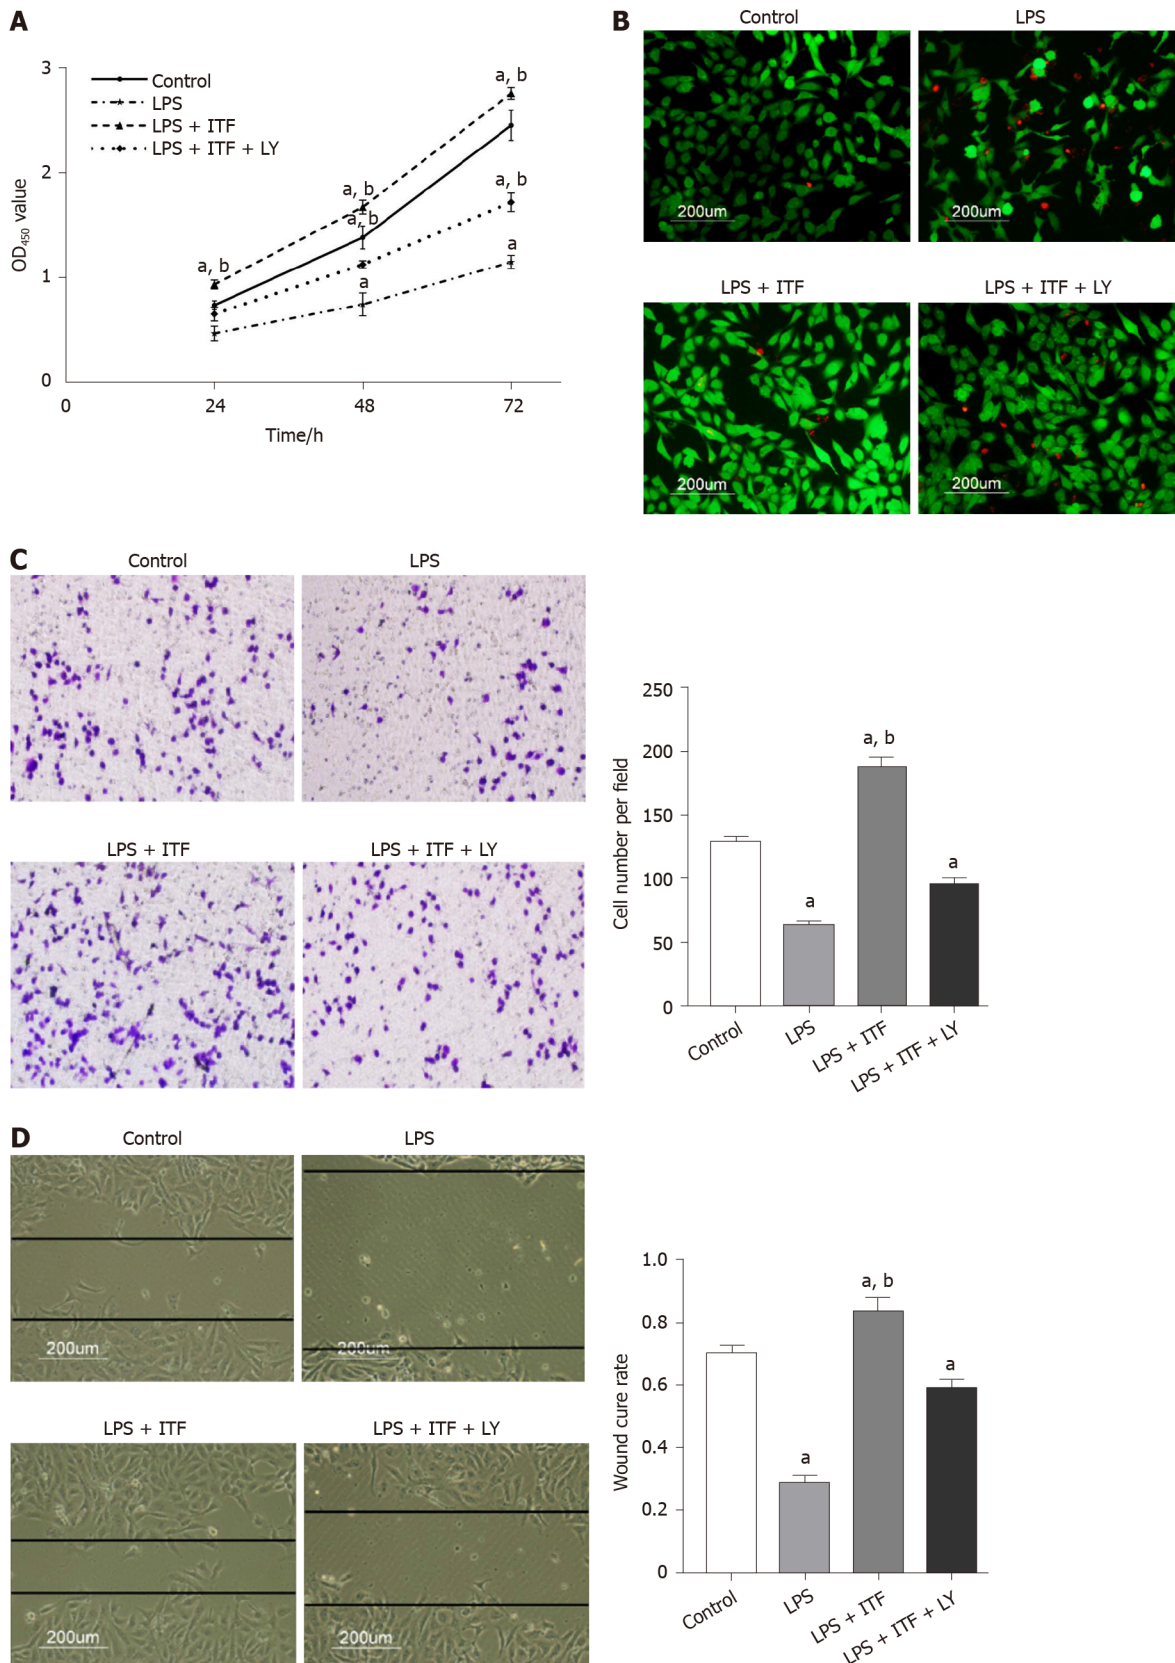 A
3
2
1
0
OD450 value
0
24
48
72
Time/h
Control
LPS
LPS + ITF
LPS + ITF + LY
a, b
a, b
a, b
a
a, b
a, b
a
B
Control
LPS
200um
200um
LPS + ITF
LPS + ITF + LY
200um
200um
C
Control
LPS
LPS + ITF
LPS + ITF + LY
250
200
150
100
50
0
Cell number per field
a
a, b
a
Control
LPS
LPS + ITF
LPS + ITF + LY
D
Control
LPS
200um
200um
LPS + ITF
LPS + ITF + LY
200um
200um
1.0
0.8
0.6
0.4
0.2
0
Wound cure rate
a
a, b
a
Control
LPS
LPS + ITF
LPS + ITF + LY